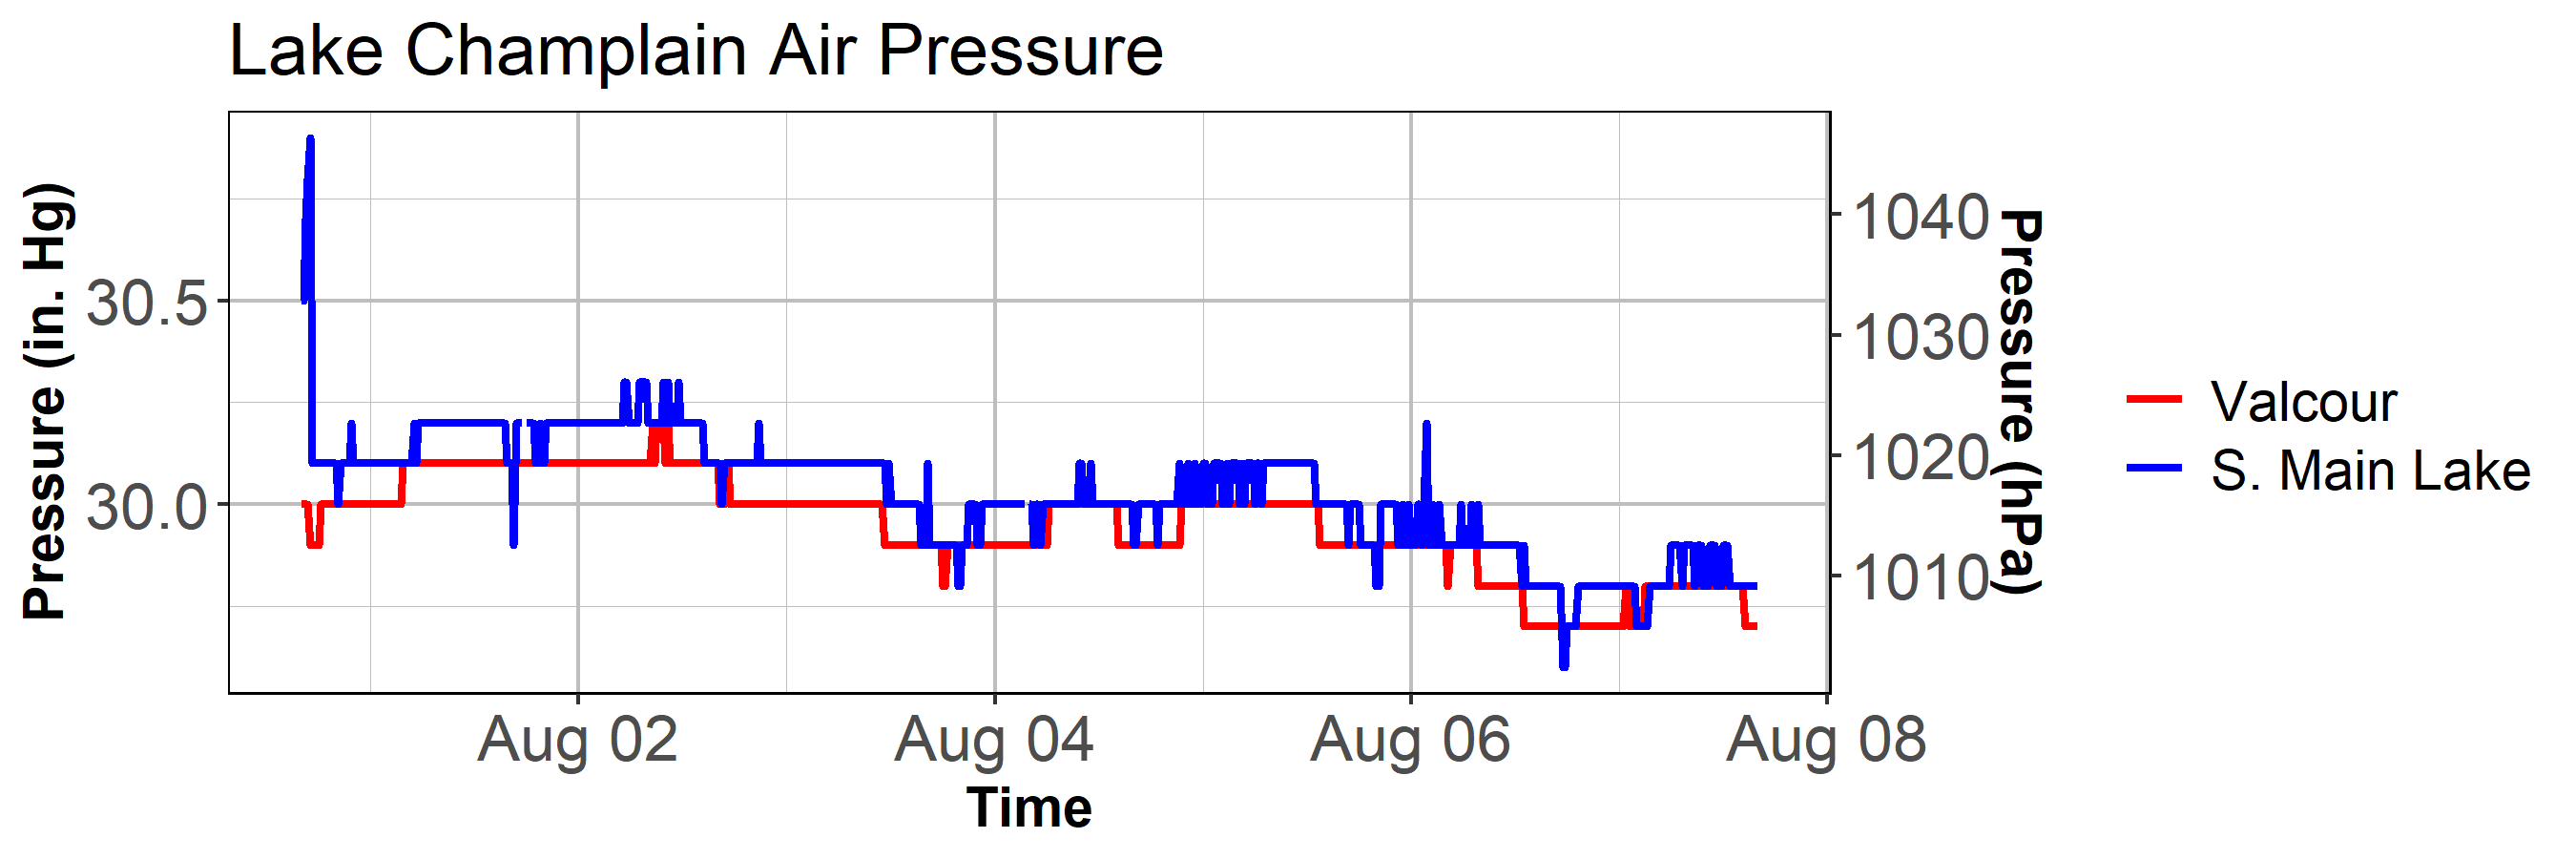 Lake Champlain Air Pressure
Pressure (in. Hg)
30.5
30.0
1040
1030
1020
1010
Pressure (hPa)
Valcour
S. Main Lake
Aug 02
Aug 04
Aug 06
Aug 08
Time